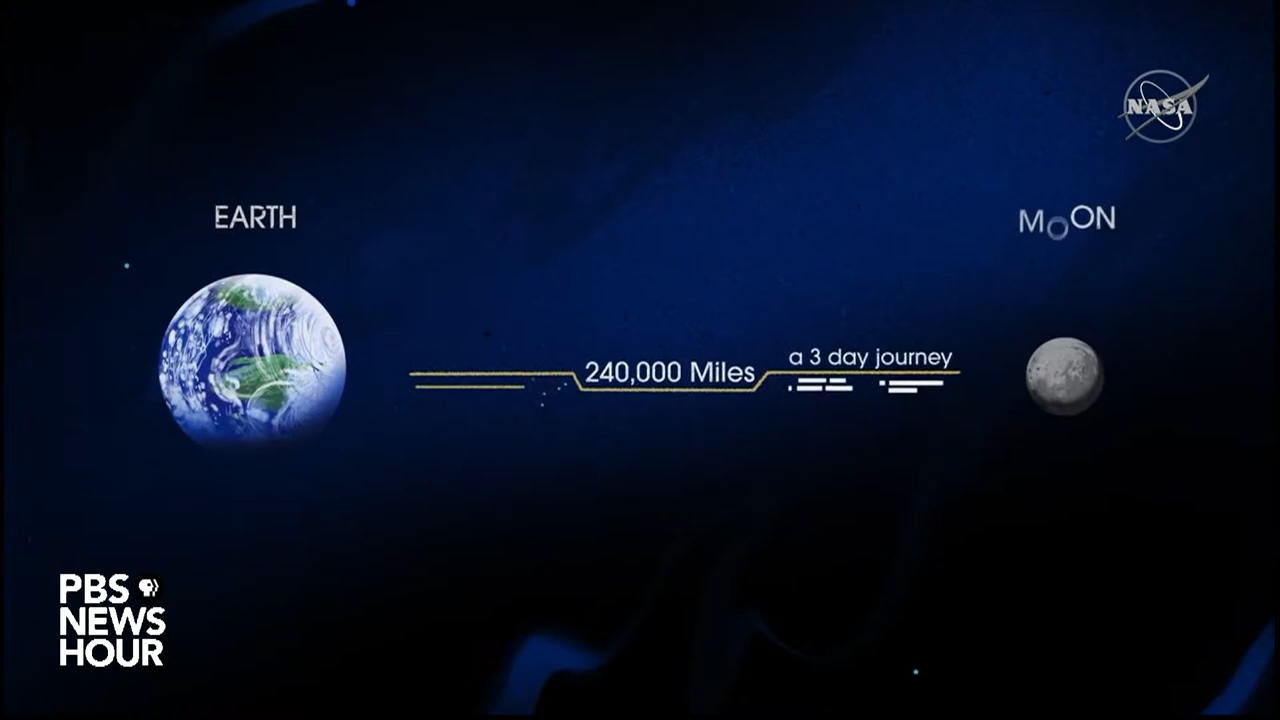 NASA
EARTH
MOON
a 3 day journey
240,000 Miles
PBS
NEWS
HOUR